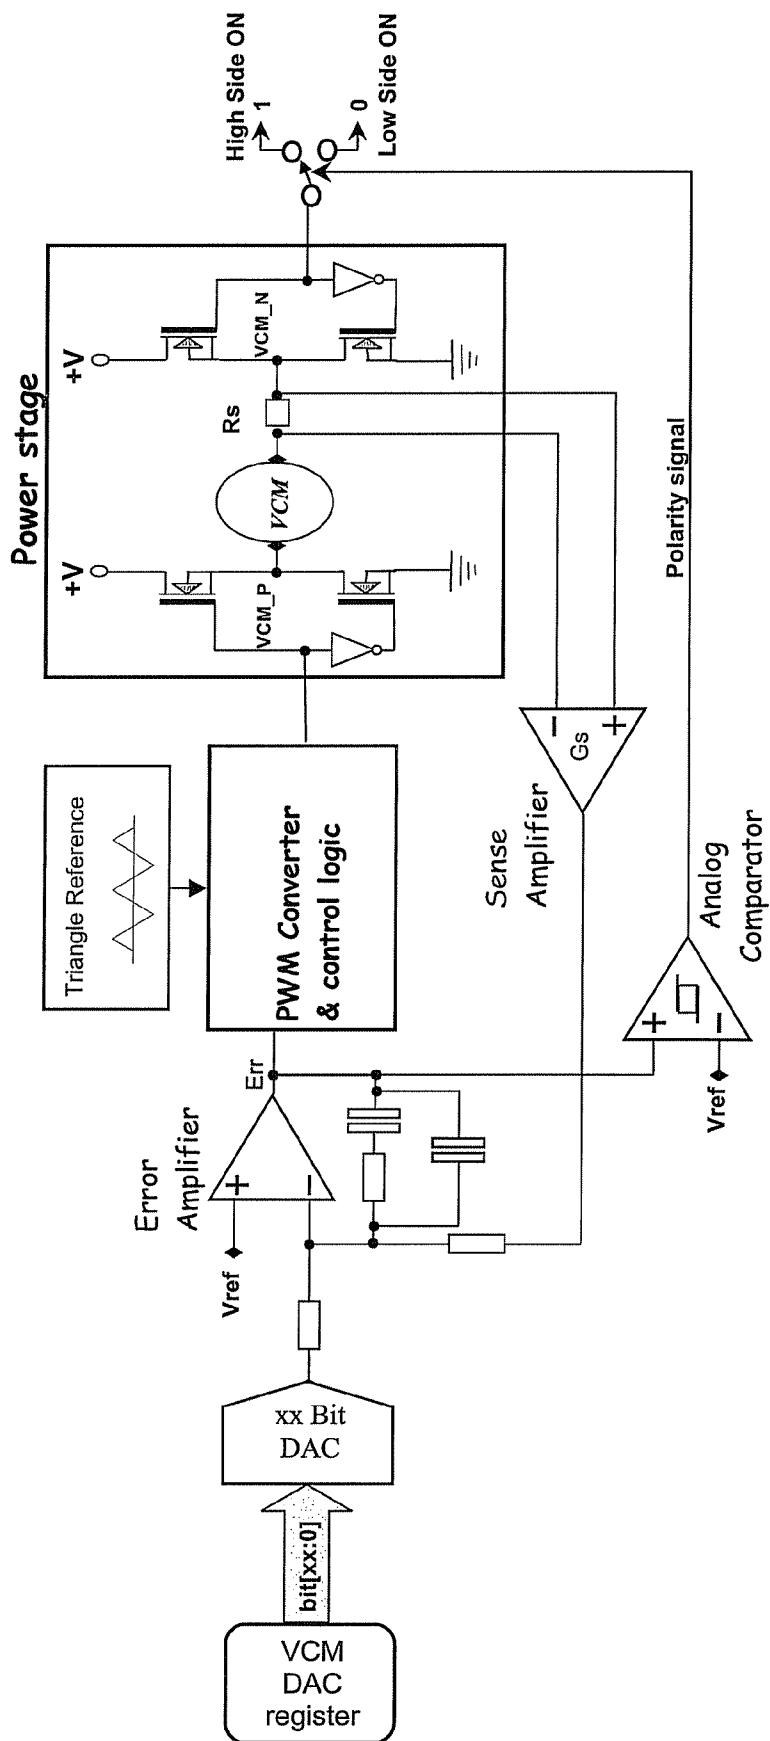 High Side ON
1
0
Low Side ON
Power stage
+V
+V
VCM_N
Rs
VCM
VCM_P
Triangle Reference
PWM Converter
& control logic
Sense
Amplifier
Gs
−
+
Polarity signal
Analog
Comparator
+
−
Vref
Err
Error
Amplifier
+
−
Vref
xx Bit
DAC
bit[xx:0]
VCM
DAC
register